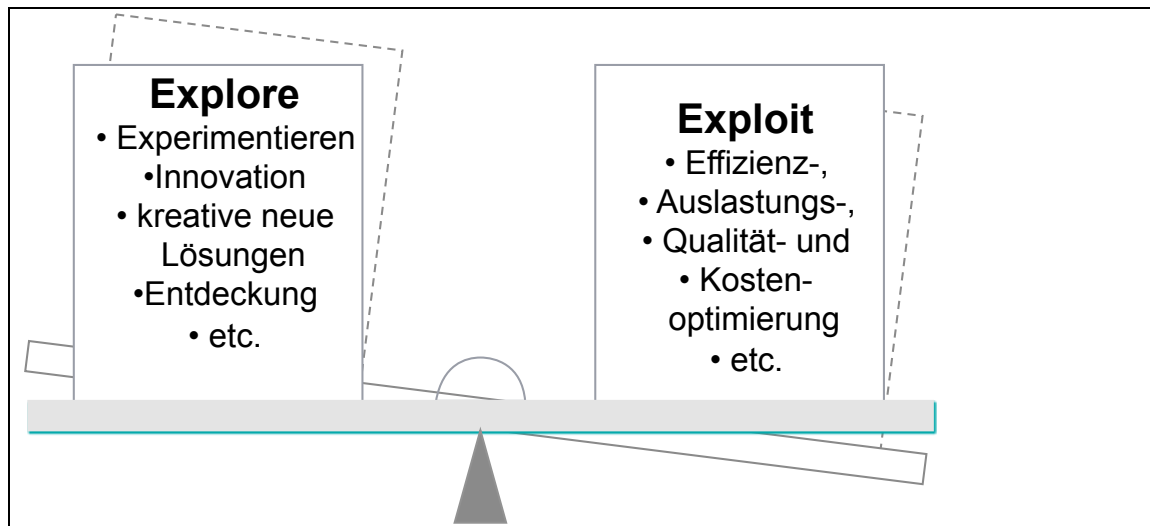 Explore
• Experimentieren
•Innovation
• kreative neue
Lösungen
•Entdeckung
• etc.
Exploit
• Effizienz-,
• Auslastungs-,
• Qualität- und
• Kosten-
optimierung
• etc.